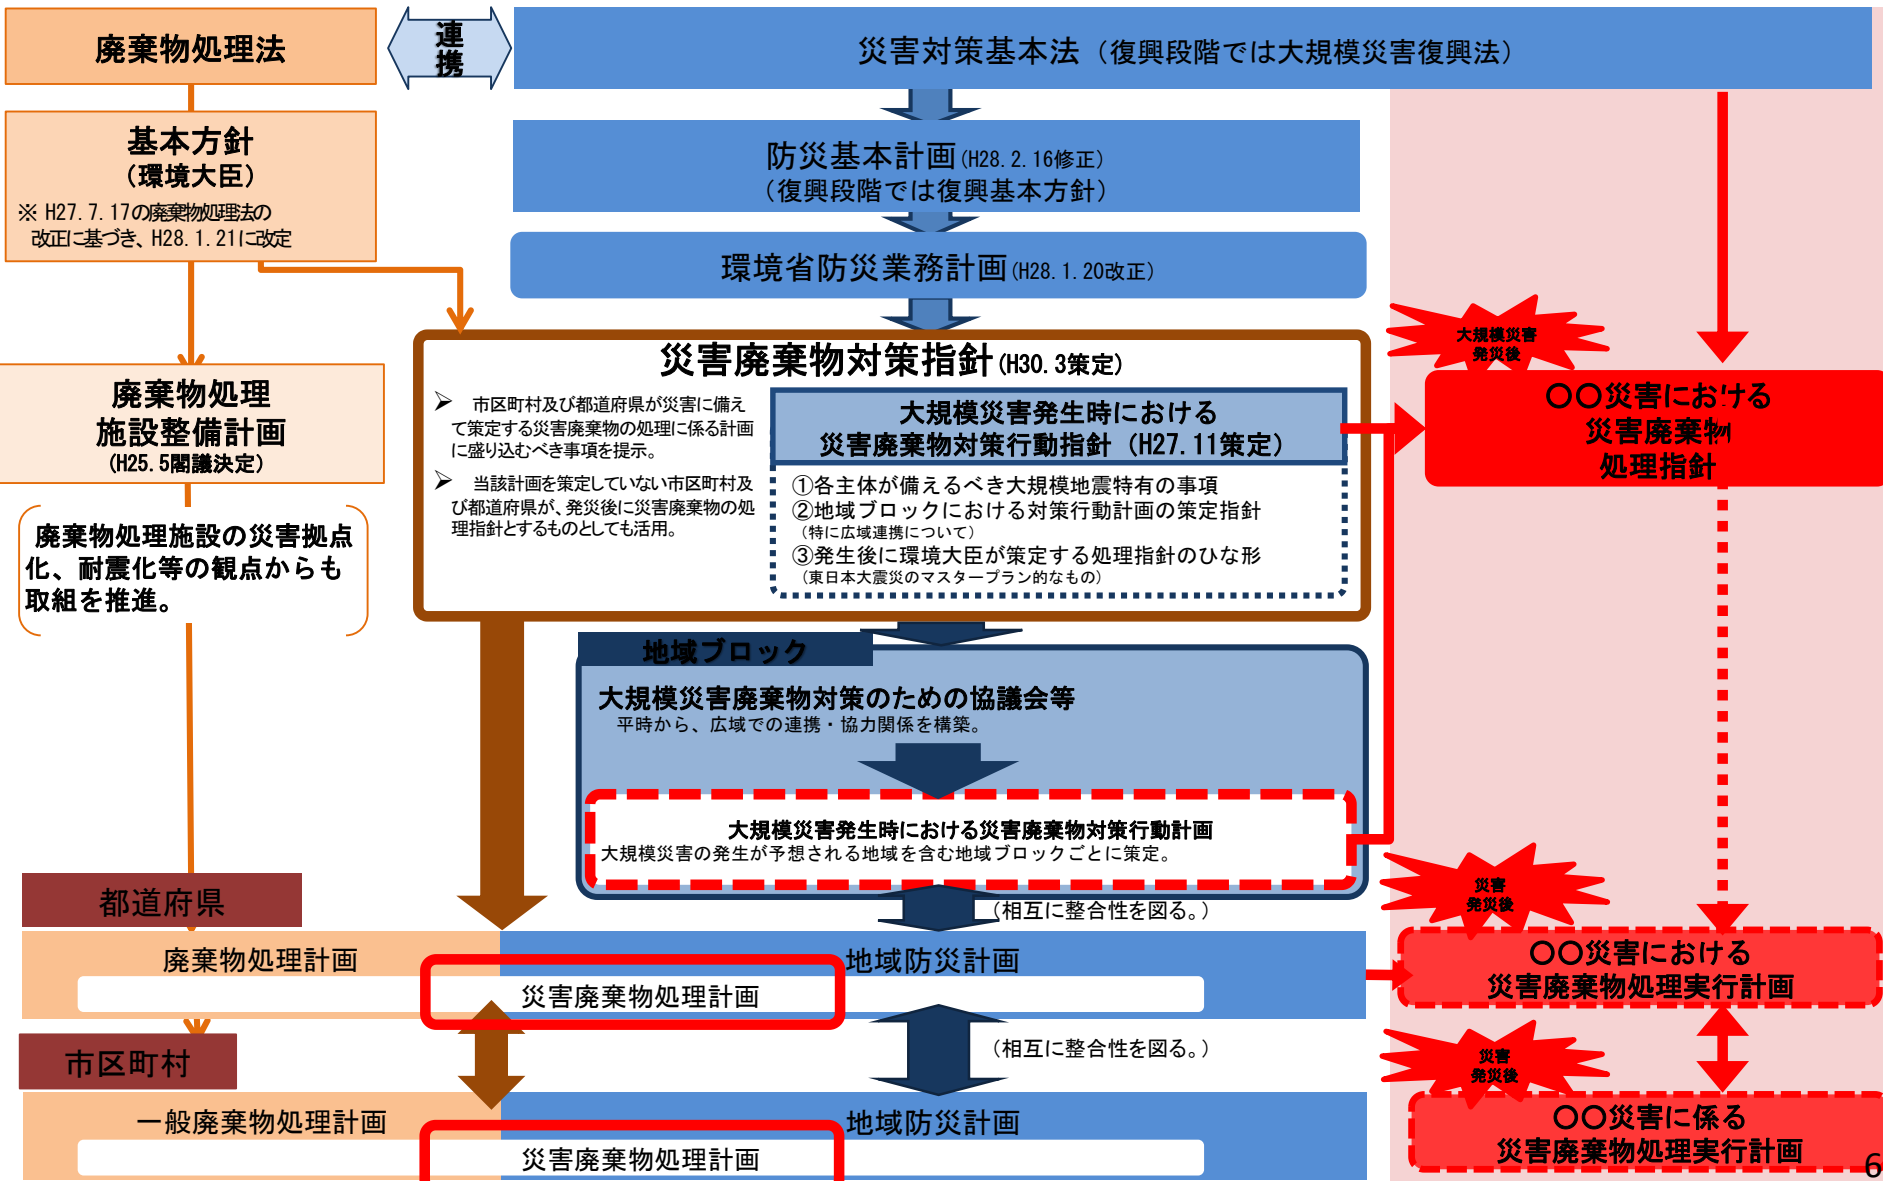 廃棄物処理法
連
携
災害対策基本法（復興段階では大規模災害復興法）
基本方針
（環境大臣）
※ H27.7.17の廃棄物処理法の
改正に基づき、H28.1.21に改定
防災基本計画(H28.2.16修正)
（復興段階では復興基本方針）
環境省防災業務計画(H28.1.20改正)
廃棄物処理
施設整備計画
(H25.5閣議決定)
廃棄物処理施設の災害拠点
化、耐震化等の観点からも
取組を推進。
災害廃棄物対策指針(H30.3策定)
➢ 市区町村及び都道府県が災害に備え
て策定する災害廃棄物の処理に係る計画
に盛り込むべき事項を提示。
➢ 当該計画を策定していない市区町村及
び都道府県が、発災後に災害廃棄物の処
理指針とするものとしても活用。
大規模災害発生時における
災害廃棄物対策行動指針（H27.11策定）
①各主体が備えるべき大規模地震特有の事項
②地域ブロックにおける対策行動計画の策定指針
（特に広域連携について）
③発生後に環境大臣が策定する処理指針のひな形
（東日本大震災のマスタープラン的なもの）
大規模災害
発災後
〇〇災害における
災害廃棄物
処理指針
地域ブロック
大規模災害廃棄物対策のための協議会等
平時から、広域での連携・協力関係を構築。
大規模災害発生時における災害廃棄物対策行動計画
大規模災害の発生が予想される地域を含む地域ブロックごとに策定。
（相互に整合性を図る。）
都道府県
廃棄物処理計画
地域防災計画
災害廃棄物処理計画
災害
発災後
〇〇災害における
災害廃棄物処理実行計画
（相互に整合性を図る。）
市区町村
一般廃棄物処理計画
地域防災計画
災害廃棄物処理計画
災害
発災後
〇〇災害に係る
災害廃棄物処理実行計画
6